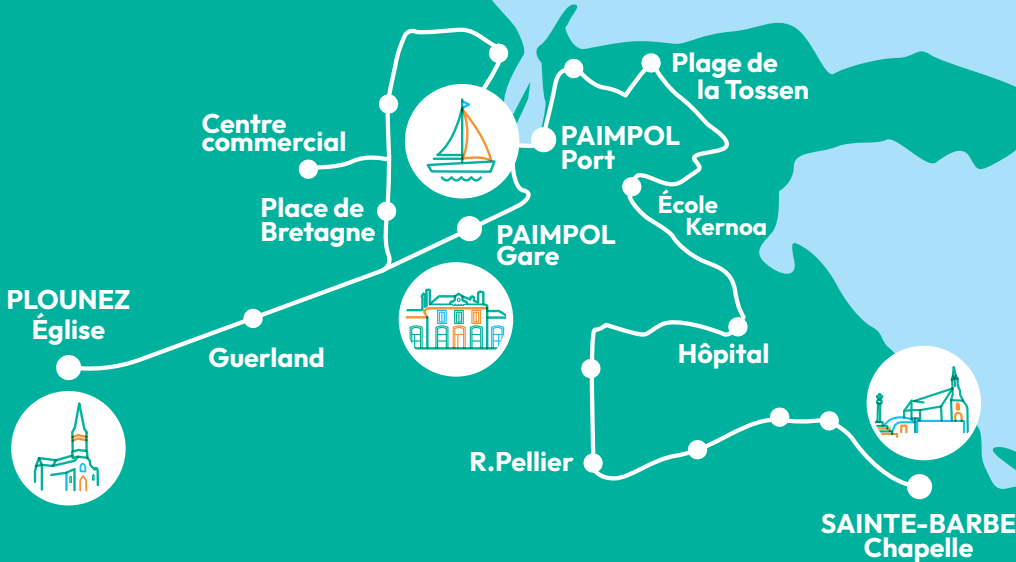 Plage de
la Tossen
Centre
commercial
PAIMPOL
Port
École
Kernoa
Place de
Bretagne
PAIMPOL
Gare
PLOUNEZ
Église
Guerland
Hôpital
R.Pellier
SAINTE-BARBE
Chapelle